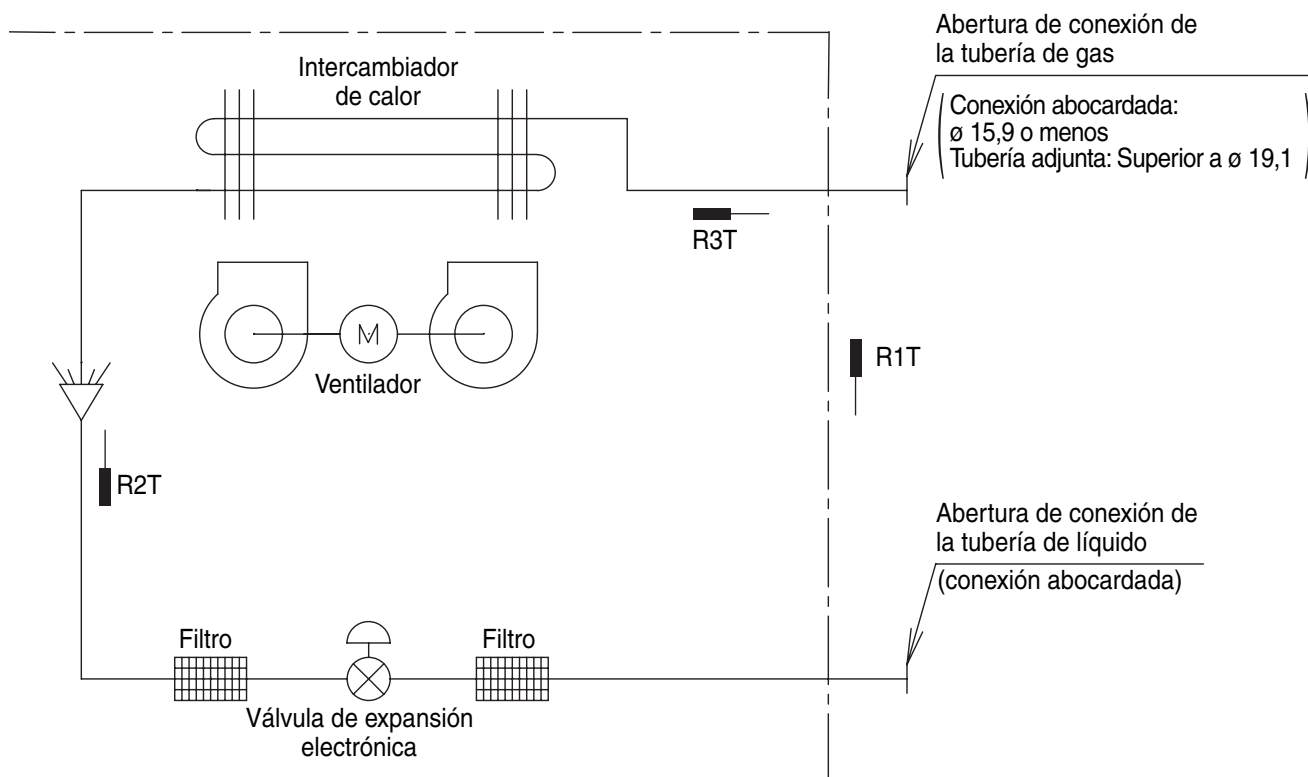 Abertura de conexión de
la tubería de gas
Conexión abocardada:
ø 15,9 o menos
Tubería adjunta: Superior a ø 19,1
Intercambiador
de calor
R3T
M
Ventilador
R1T
R2T
Abertura de conexión de
la tubería de líquido
(conexión abocardada)
Filtro
Filtro
Válvula de expansión
electrónica